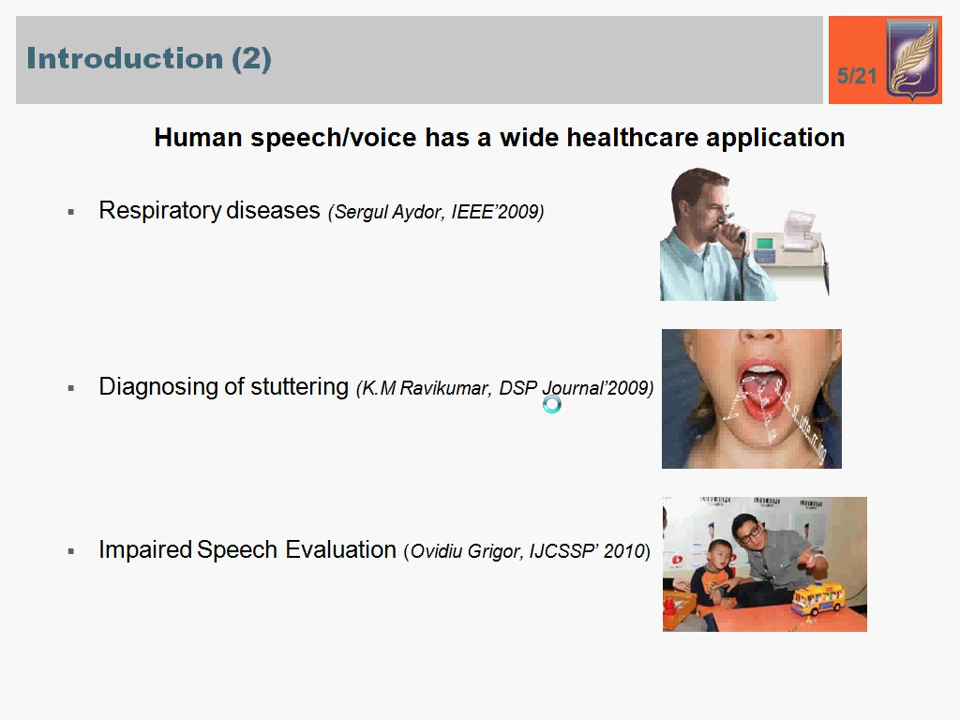 Introduction (2)
5/21
Human speech/voice has a wide healthcare application
▪ Respiratory diseases (Sergul Aydor, IEEE’2009)
▪ Diagnosing of stuttering (K.M Ravikumar, DSP Journal’2009)
▪ Impaired Speech Evaluation (Ovidiu Grigor, IJCSSP’ 2010)